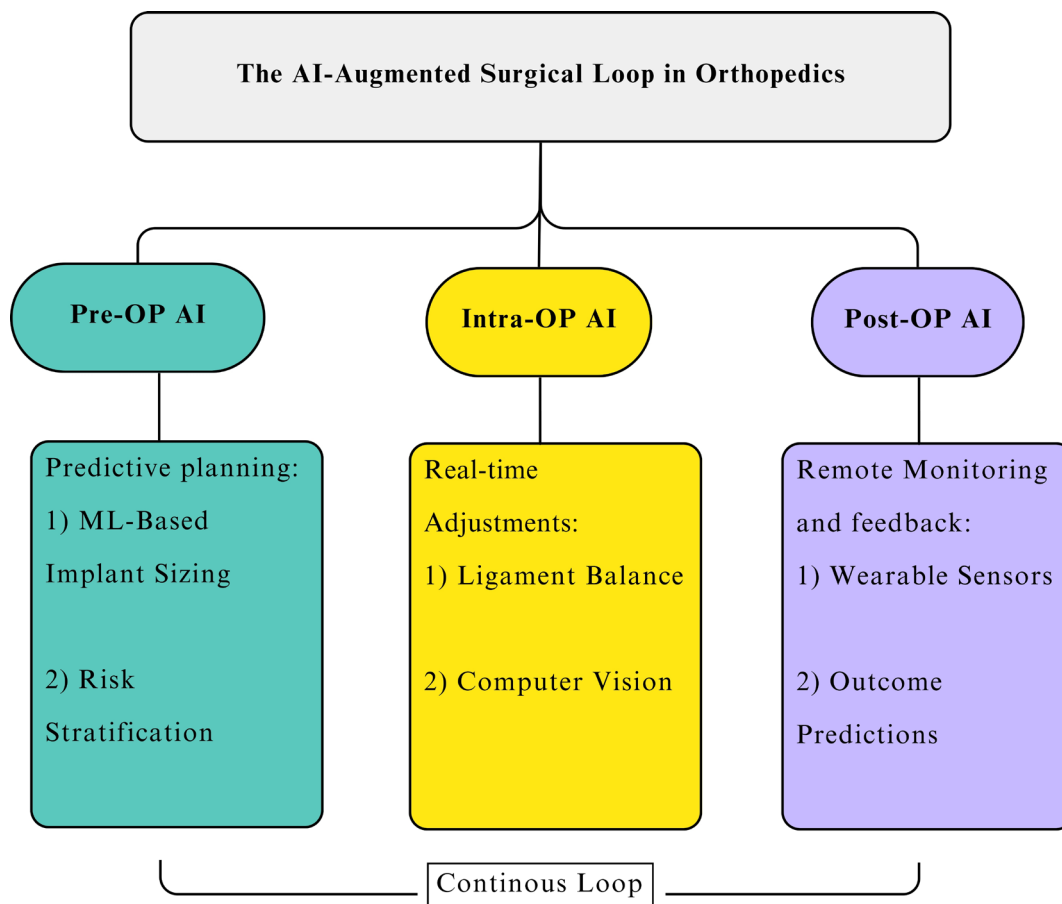 The AI-Augmented Surgical Loop in Orthopedics
Pre-OP AI
Intra-OP AI
Post-OP AI
Predictive planning:
1) ML-Based
Implant Sizing
2) Risk
Stratification
Real-time
Adjustments:
1) Ligament Balance
2) Computer Vision
Remote Monitoring
and feedback:
1) Wearable Sensors
2) Outcome
Predictions
Continous Loop